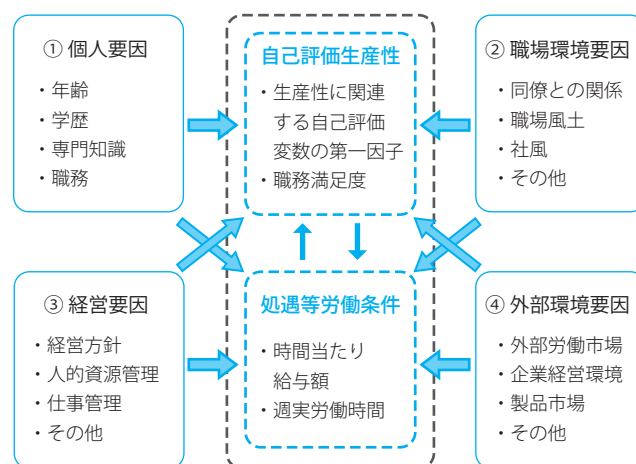 ① 個人要因
・年齢
・学歴
・専門知識
・職務
自己評価生産性
・生産性に関連
する自己評価
変数の第一因子
・職務満足度
② 職場環境要因
・同僚との関係
・職場風土
・社風
・その他
③ 経営要因
・経営方針
・人的資源管理
・仕事管理
・その他
処遇等労働条件
・時間当たり
給与額
・週実労働時間
④ 外部環境要因
・外部労働市場
・企業経営環境
・製品市場
・その他